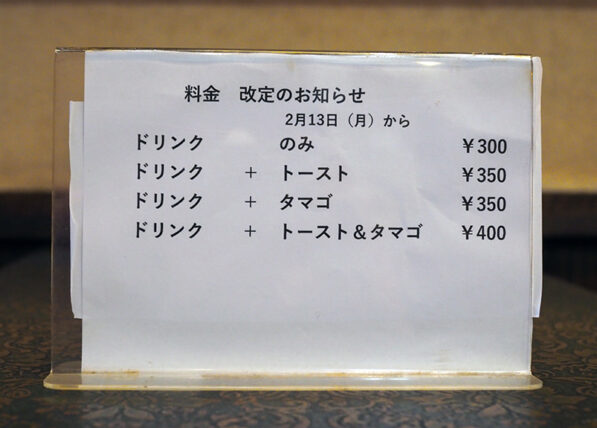 料金　改定のお知らせ
2月13日（月）から
ドリンク　のみ　￥300
ドリンク　＋　トースト　￥350
ドリンク　＋　タマゴ　￥350
ドリンク　＋　トースト＆タマゴ　￥400